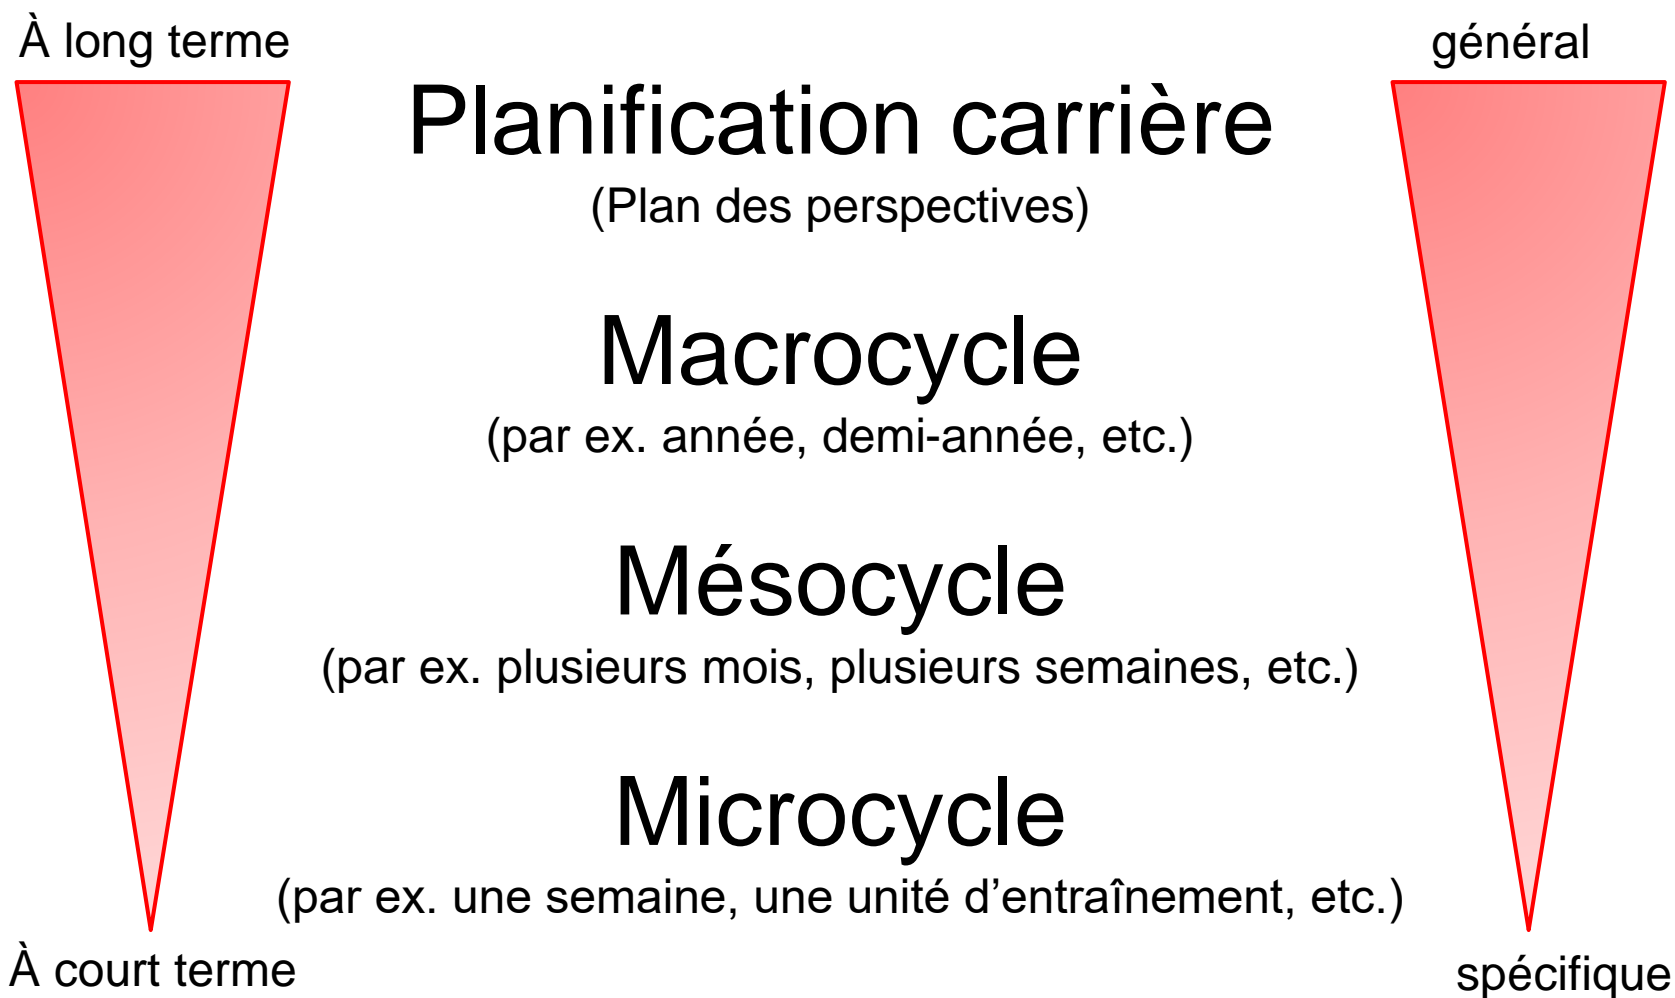 À long terme
général
Planification carrière
(Plan des perspectives)
Macrocycle
(par ex. année, demi-année, etc.)
Mésocycle
(par ex. plusieurs mois, plusieurs semaines, etc.)
Microcycle
(par ex. une semaine, une unité d’entraînement, etc.)
À court terme
spécifique